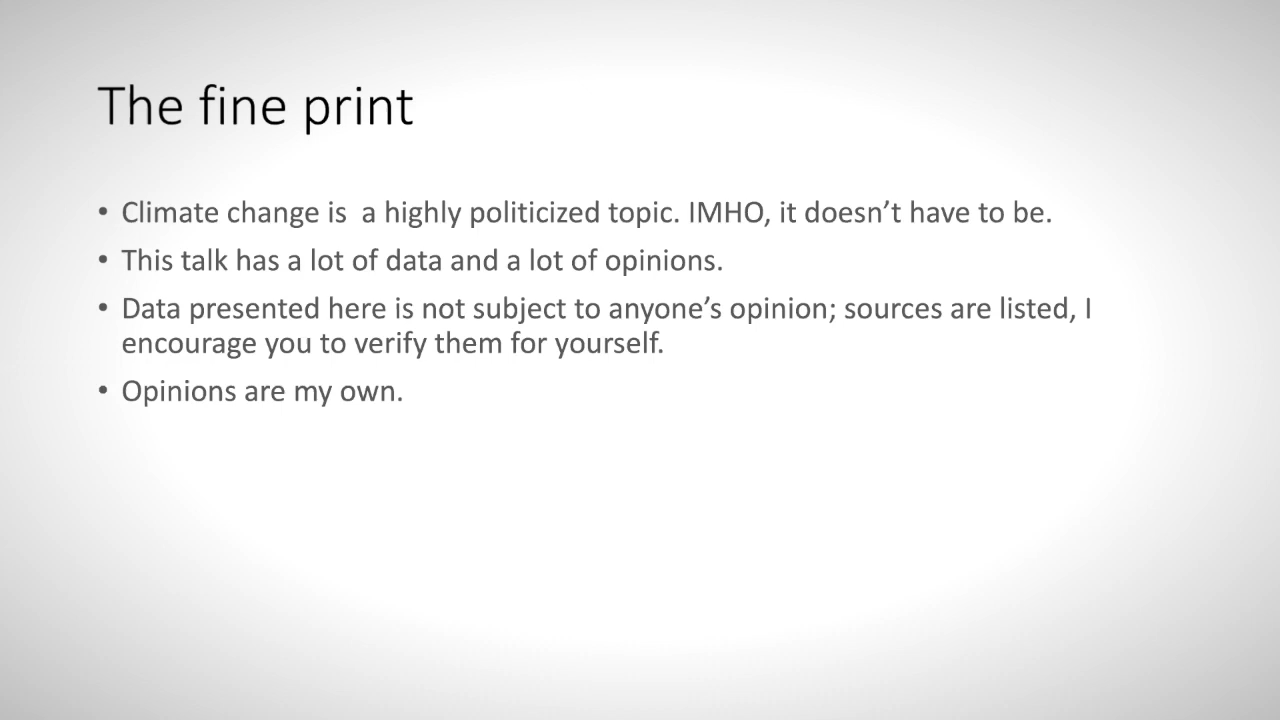 The fine print
• Climate change is  a highly politicized topic. IMHO, it doesn’t have to be.
• This talk has a lot of data and a lot of opinions.
• Data presented here is not subject to anyone’s opinion; sources are listed, I
encourage you to verify them for yourself.
• Opinions are my own.